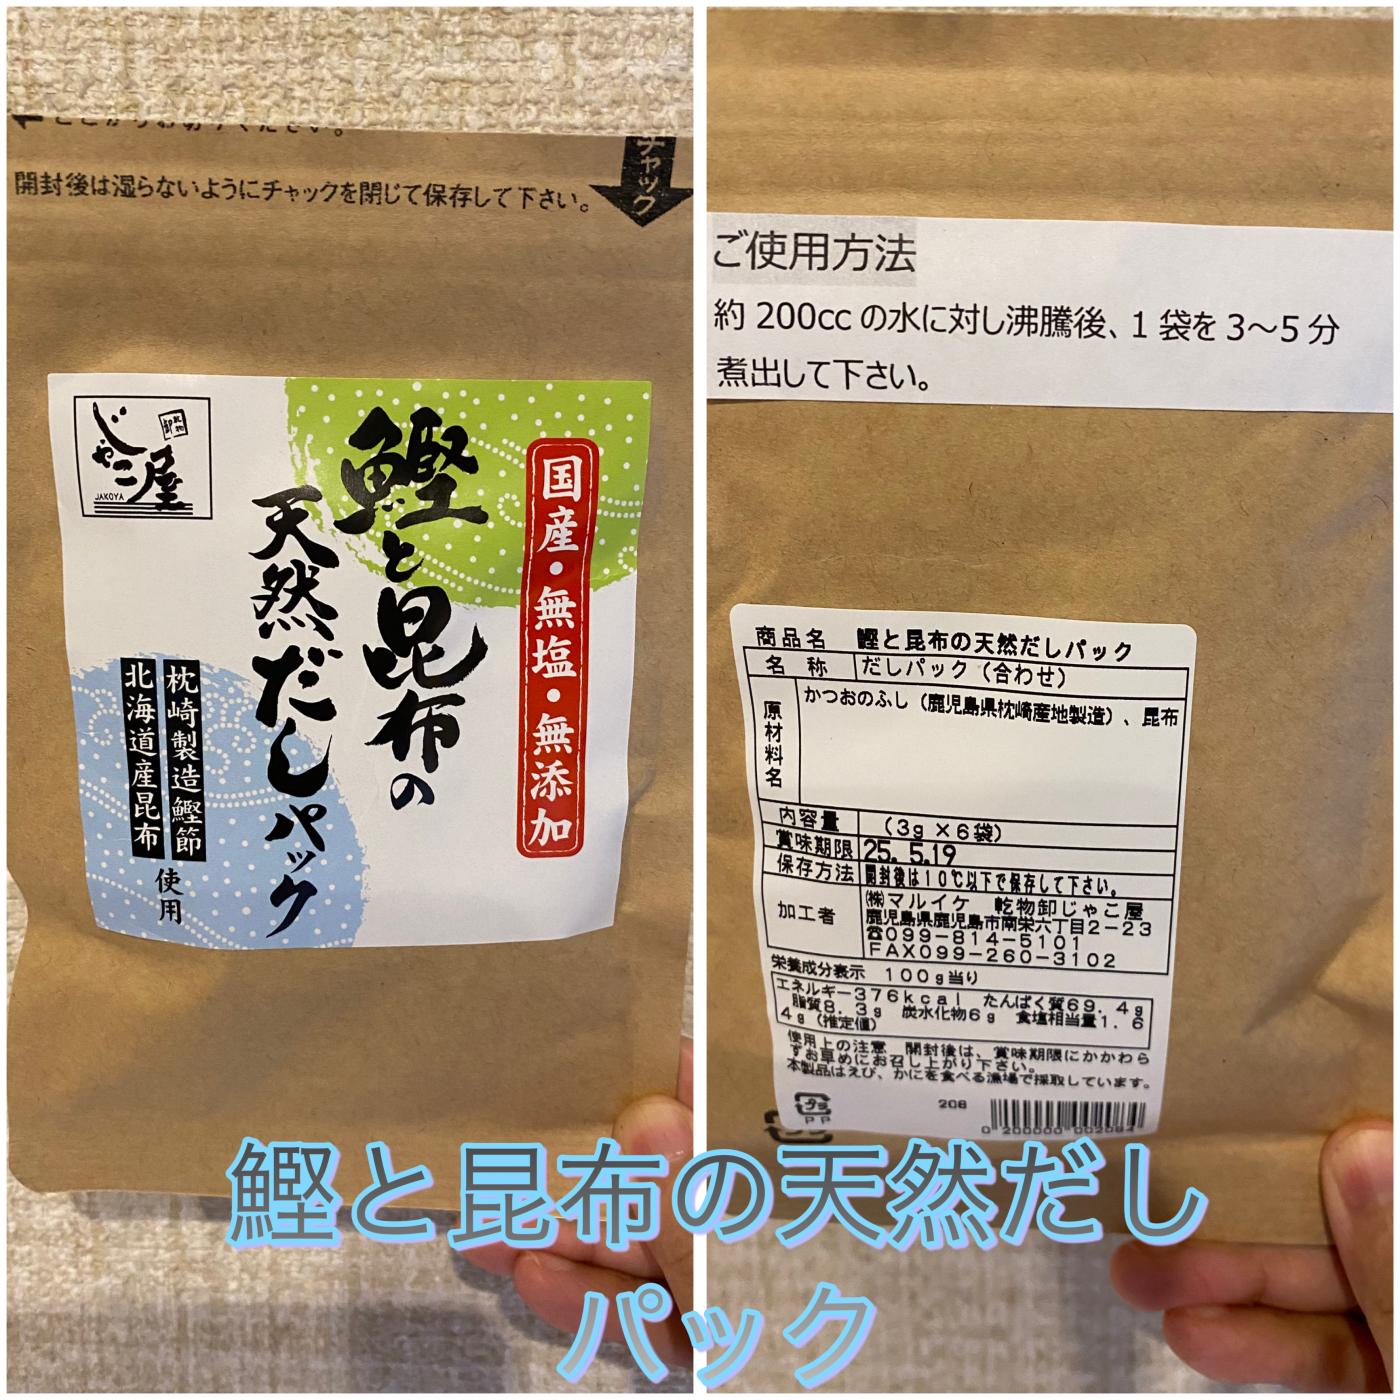 開封後は湿らないようにチャックを閉じて保存して下さい。
チャック
じゃこ屋
乾物卸
JAKOYA
国産・無塩・無添加
鰹と昆布の
天然だしパック
枕崎製造鰹節
北海道産昆布
使用
ご使用方法
約 200cc の水に対し沸騰後、1 袋を 3～5 分
煮出して下さい。
商品名 鰹と昆布の天然だしパック
名称 だしパック（合わせ）
原材料名 かつおのふし（鹿児島県枕崎産地製造）、昆布
内容量 （3g×6袋）
賞味期限 25. 5.19
保存方法 開封後は10℃以下で保存して下さい。
加工者 ㈱マルイケ 乾物卸じゃこ屋
鹿児島県鹿児島市南栄六丁目2-23
☎099-814-5101
FAX099-260-3102
栄養成分表示 100g当り
エネルギー376kcal たんぱく質69.4g
脂質8.3g 炭水化物6g 食塩相当量1.6
4g（推定値）
使用上の注意 開封後は、賞味期限にかかわら
ずお早めにお召し上がり下さい。
本製品はえび、かにを食べる漁場で採取しています。
プラ
PP
208
0 200000 002084
鰹と昆布の天然だし
パック